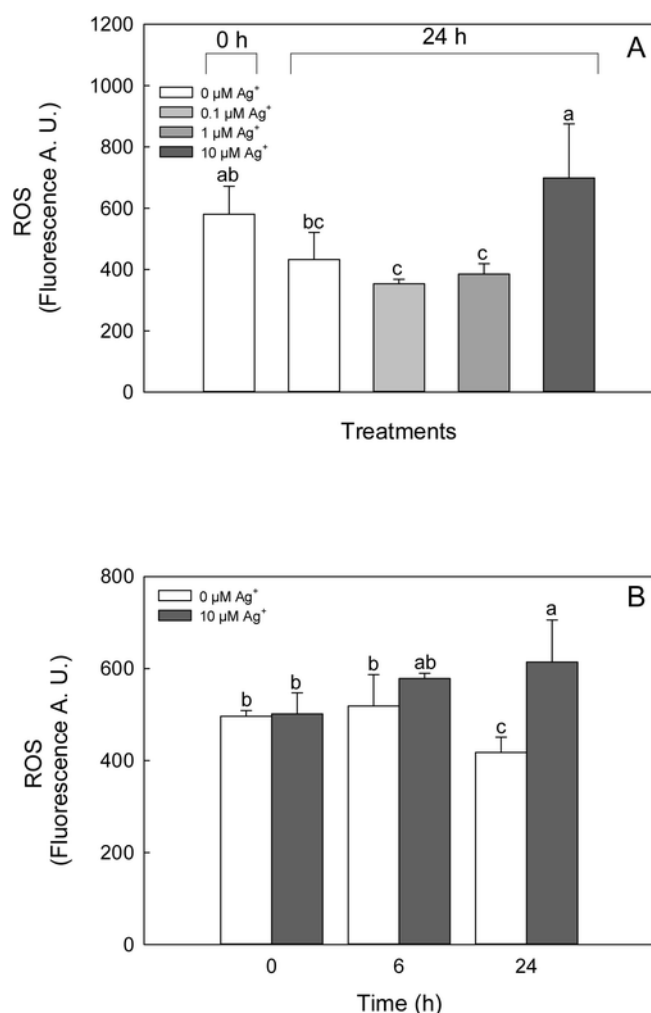 1200
0 h
24 h
A
0 µM Ag⁺
0.1 µM Ag⁺
1 µM Ag⁺
10 µM Ag⁺
1000
800
600
400
200
0
ab
bc
c
c
a
ROS
(Fluorescence A. U.)
Treatments
800
B
0 µM Ag⁺
10 µM Ag⁺
600
400
200
0
b
b
b
ab
c
a
ROS
(Fluorescence A. U.)
0
6
24
Time (h)